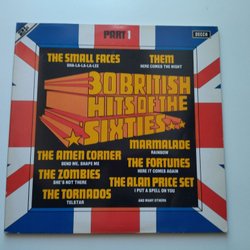 PART 1
DECCA
THE SMALL FACES
SHA-LA-LA-LEE
THEM
HERE COMES THE NIGHT
30 BRITISH
HITS OF THE
SIXTIES
THE AMEN CORNER
BEND ME, SHAPE ME
MARMALADE
RAINBOW
THE ZOMBIES
SHE'S NOT THERE
THE FORTUNES
HERE IT COMES AGAIN
THE TORNADOS
TELSTAR
THE ALAN PRICE SET
I PUT A SPELL ON YOU
AND MANY OTHERS